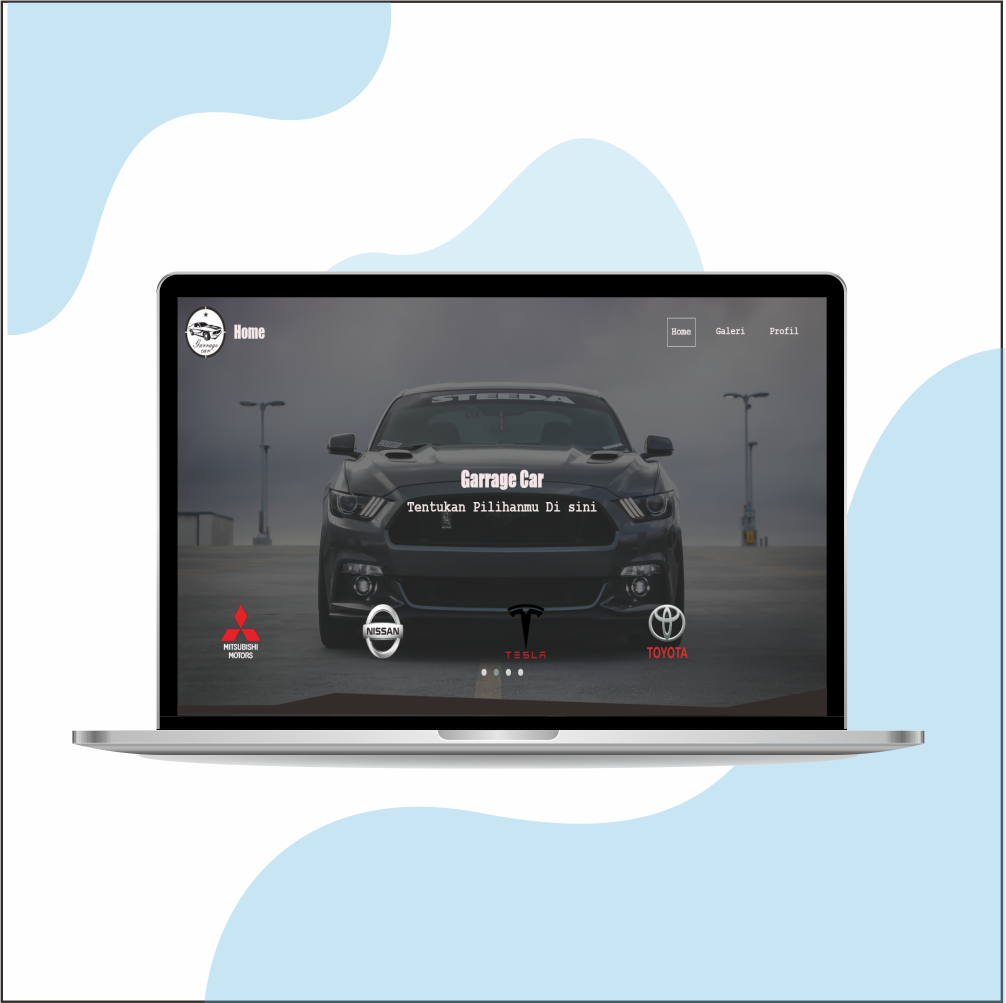 Garrage
car
Home
Home
Galeri
Profil
STEEDA
Garrage Car
Tentukan Pilihanmu Di sini
MITSUBISHI
MOTORS
NISSAN
TESLA
TOYOTA